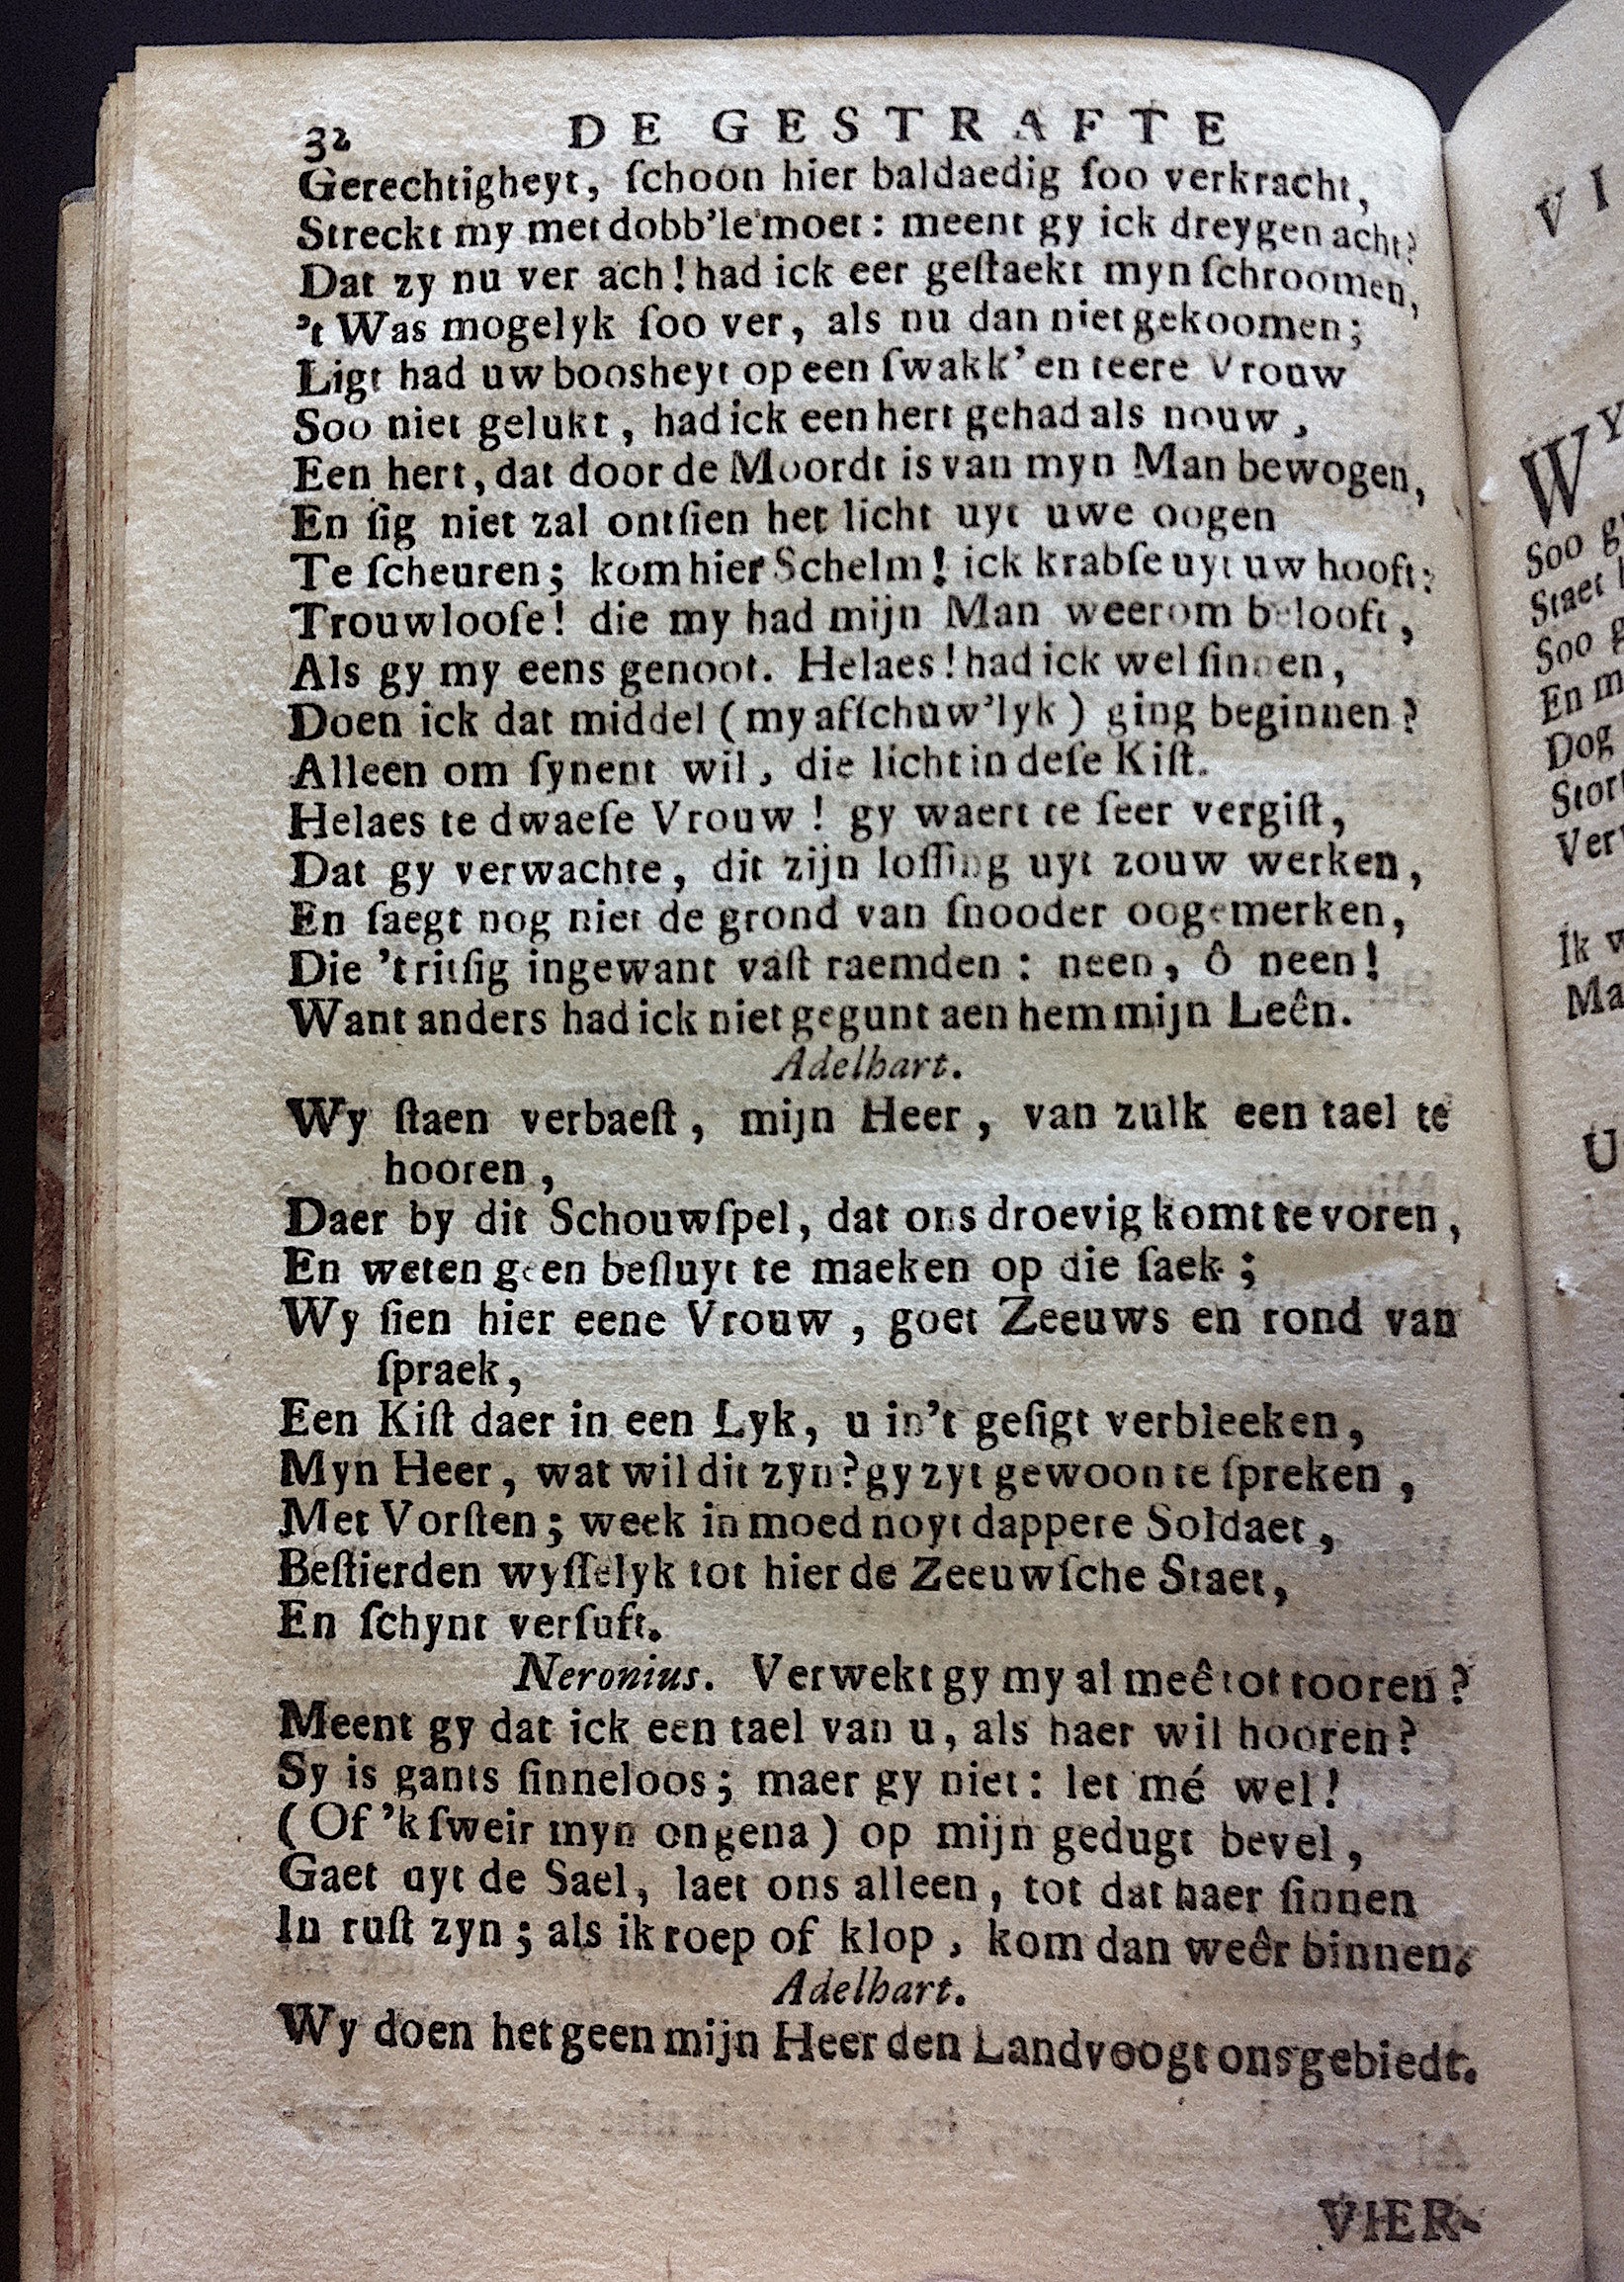 32 DE GESTRAFTE
Gerechtigheyt, ſchoon hier baldaedig ſoo verkracht,
Streckt my met dobb'le moet: meent gy ick dreygen acht?
Dat zy nu ver ach! had ick eer geſtaekt myn ſchroomen,
't Was mogelyk ſoo ver, als nu dan niet gekoomen;
Ligt had uw boosheyt op een ſwakk' en teere Vrouw
Soo niet gelukt, had ick een hert gehad als nouw,
Een hert, dat door de Moordt is van myn Man bewogen,
En ſig niet zal ontſien het licht uyt uwe oogen
Te ſcheuren; kom hier Schelm! ick krabſe uyt uw hooft;
Trouwlooſe! die my had mijn Man weerom belooft,
Als gy my eens genoot. Helaes! had ick wel ſinnen,
Doen ick dat middel (my afſchuw'lyk) ging beginnen?
Alleen om ſynent wil, die licht in deſe Kiſt.
Helaes te dwaeſe Vrouw! gy waert te ſeer vergiſt,
Dat gy verwachte, dit zijn loſſing uyt zouw werken,
En ſaegt nog niet de grond van ſnooder oogemerken,
Die 't ritſig ingewant vaſt raemden: neen, ô neen!
Want anders had ick niet gegunt aen hem mijn Leên.
Adelhart.
Wy ſtaen verbaeſt, mijn Heer, van zulk een tael te
hooren,
Daer by dit Schouwſpel, dat ons droevig komt te voren,
En weten geen beſluyt te maeken op die ſaek;
Wy ſien hier eene Vrouw, goet Zeeuws en rond van
ſpraek,
Een Kiſt daer in een Lyk, u in't geſigt verbleeken,
Myn Heer, wat wil dit zyn? gy zyt gewoon te ſpreken,
Met Vorſten; week in moed noyt dappere Soldaet,
Beſtierden wyſſelyk tot hier de Zeeuwſche Staet,
En ſchynt verſuft.
Neronius. Verwekt gy my al meê tot tooren?
Meent gy dat ick een tael van u, als haer wil hooren?
Sy is gants ſinneloos; maer gy niet: let mé wel!
(Of 'k ſweir myn ongena) op mijn gedugt bevel,
Gaet uyt de Sael, laet ons alleen, tot dat haer ſinnen
In ruſt zyn; als ik roep of klop, kom dan weêr binnen.
Adelhart.
Wy doen het geen mijn Heer den Landvoogt ons gebiedt.
VIER-
VI
WY
Soo
Staet
Soo
En
Dog
Ik
U